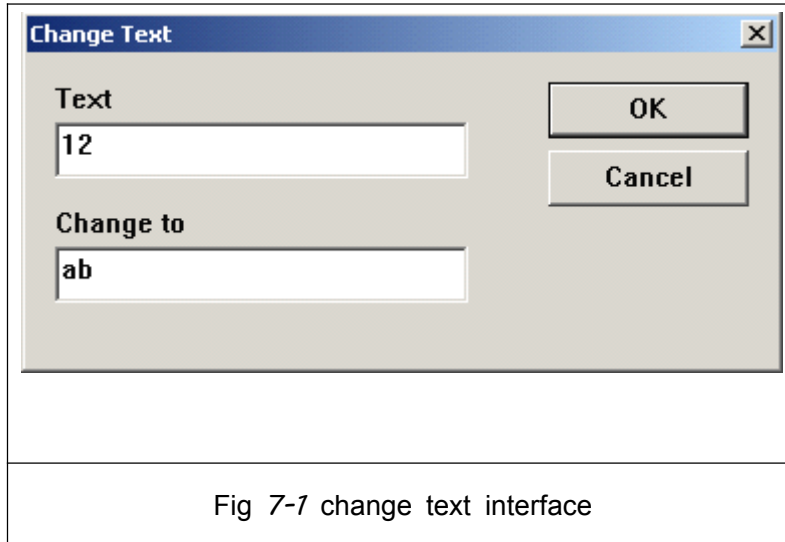 Change Text
Text
12
OK
Cancel
Change to
ab
Fig 7-1 change text interface